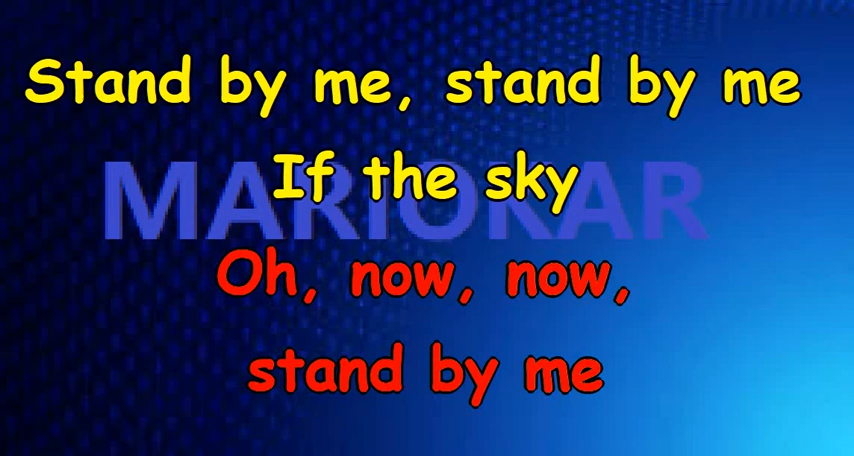 Stand by me, stand by me
If the sky
MARIOKAR
Oh, now, now,
stand by me